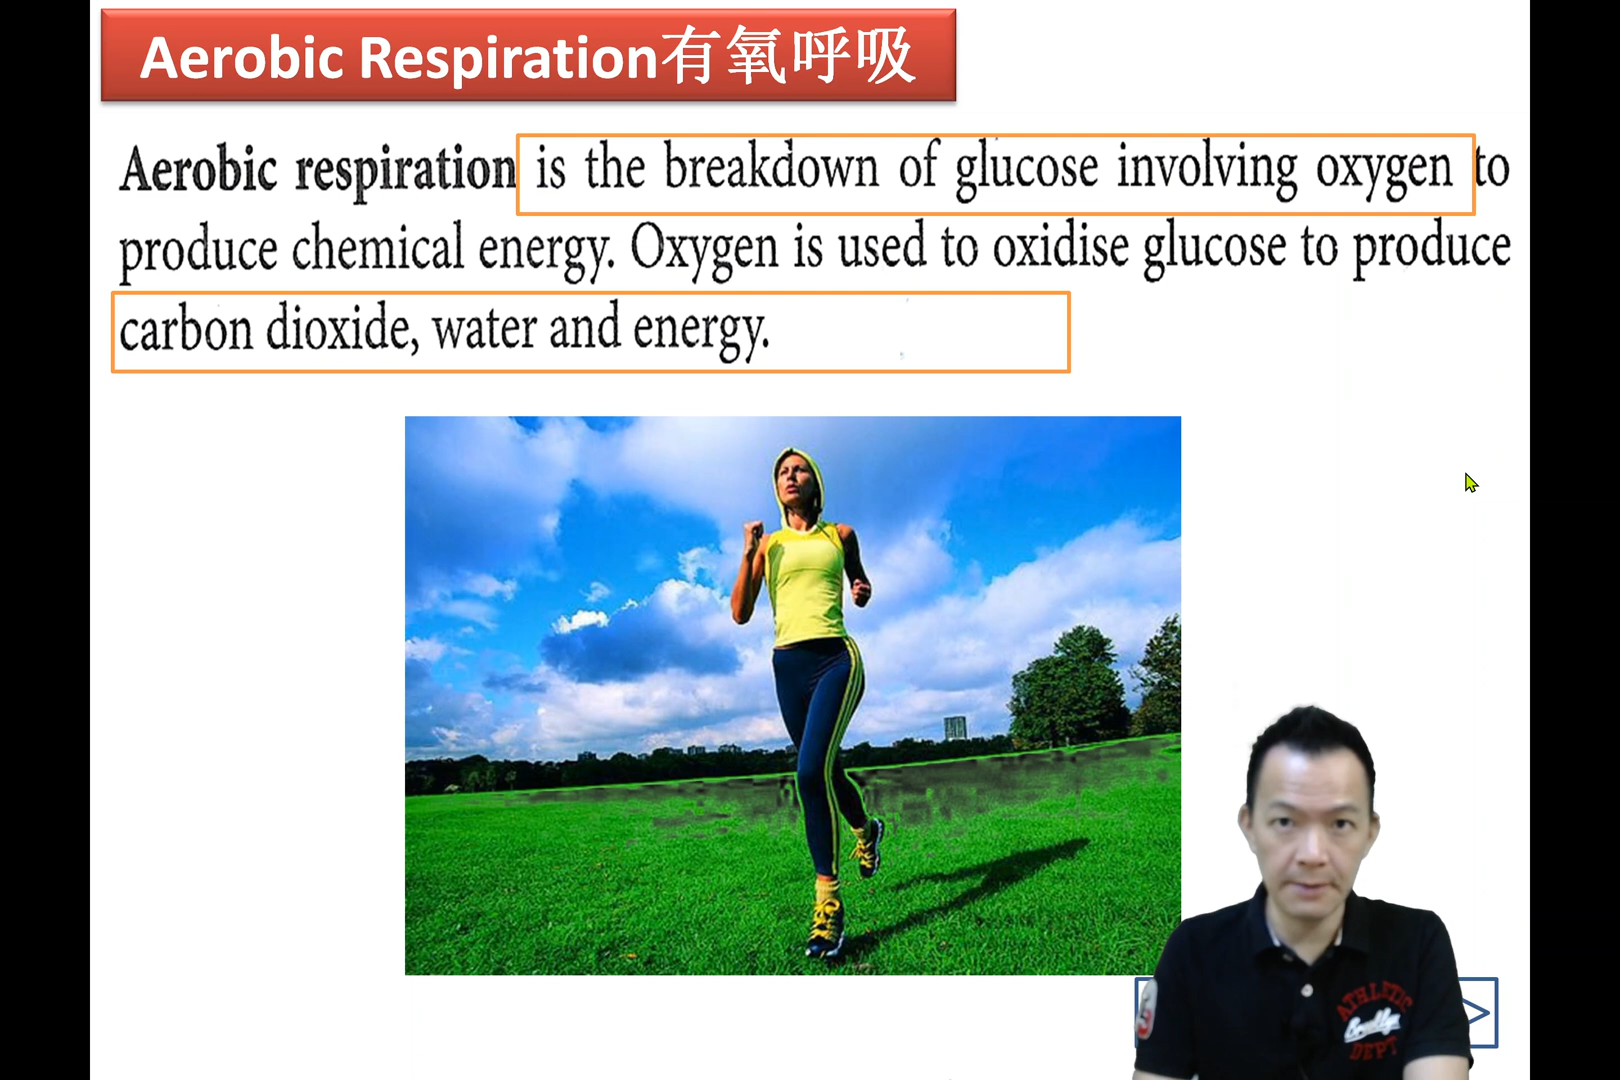 Aerobic Respiration有氧呼吸
Aerobic respiration is the breakdown of glucose involving oxygen to
produce chemical energy. Oxygen is used to oxidise glucose to produce
carbon dioxide, water and energy.
ATHLETIC
DEPT